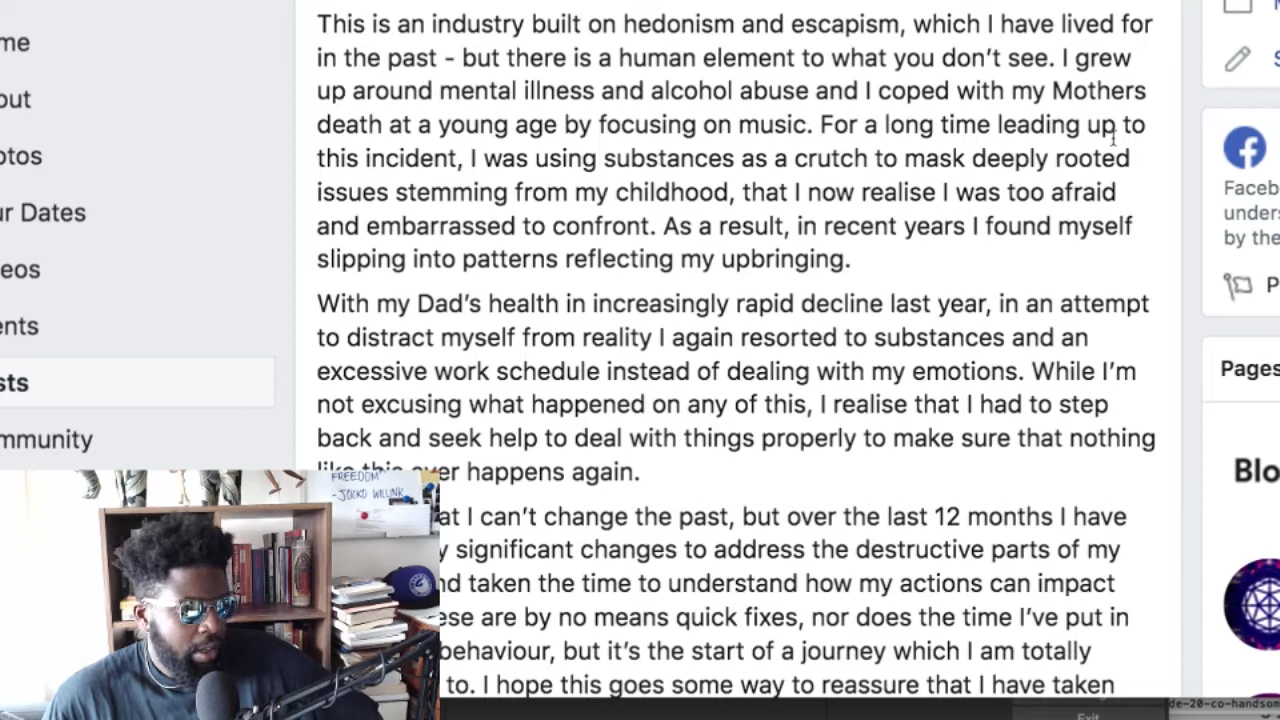 This is an industry built on hedonism and escapism, which I have lived for
in the past - but there is a human element to what you don’t see. I grew
up around mental illness and alcohol abuse and I coped with my Mothers
death at a young age by focusing on music. For a long time leading up to
this incident, I was using substances as a crutch to mask deeply rooted
issues stemming from my childhood, that I now realise I was too afraid
and embarrassed to confront. As a result, in recent years I found myself
slipping into patterns reflecting my upbringing.
With my Dad’s health in increasingly rapid decline last year, in an attempt
to distract myself from reality I again resorted to substances and an
excessive work schedule instead of dealing with my emotions. While I’m
not excusing what happened on any of this, I realise that I had to step
back and seek help to deal with things properly to make sure that nothing
like this ever happens again.
at I can’t change the past, but over the last 12 months I have
y significant changes to address the destructive parts of my
nd taken the time to understand how my actions can impact
ese are by no means quick fixes, nor does the time I’ve put in
behaviour, but it’s the start of a journey which I am totally
to. I hope this goes some way to reassure that I have taken
me
out
otos
ur Dates
eos
ents
sts
mmunity
Faceb
unders
by the
P
Pages
Blo
FREEDOM"
-JOCKO WILLINK
de-20-co-handsom
Exit